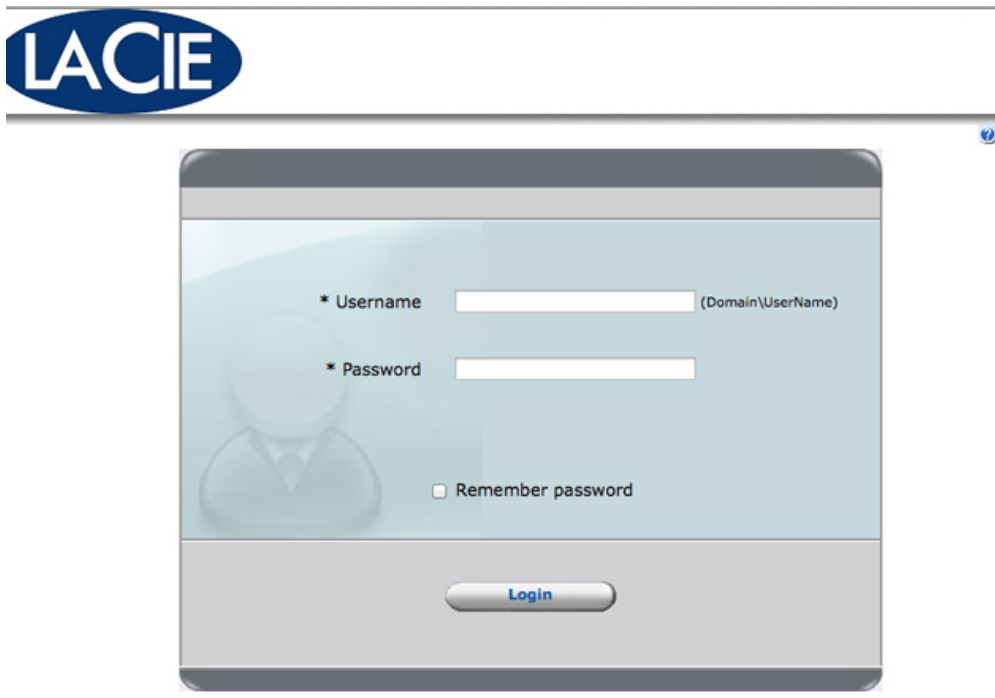 LACIE
?
* Username (Domain\UserName)
* Password
Remember password
Login